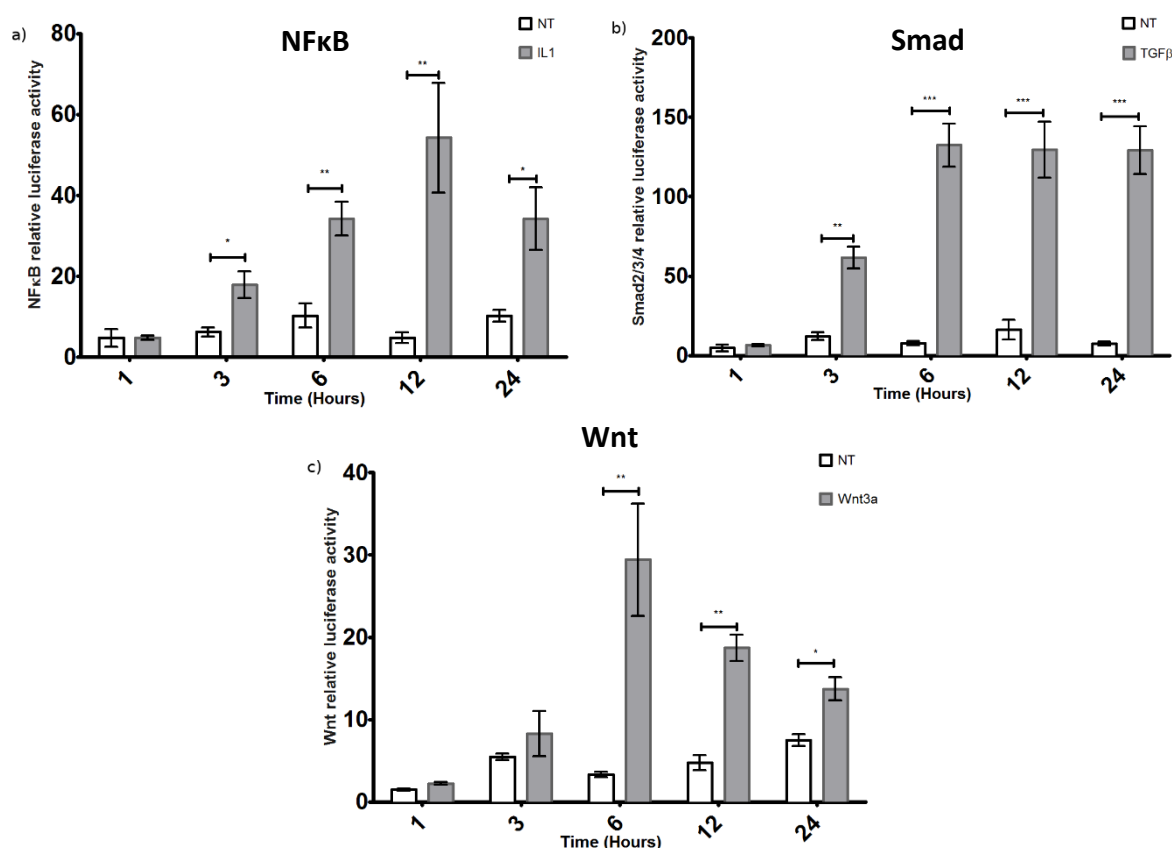 a)
NFκB
NT
IL1
NFκB relative luciferase activity
80
60
40
20
0
*
**
**
*
1
3
6
12
24
Time (Hours)
b)
Smad
NT
TGFβ
Smad2/3/4 relative luciferase activity
200
150
100
50
0
**
***
***
***
1
3
6
12
24
Time (Hours)
Wnt
c)
NT
Wnt3a
Wnt relative luciferase activity
40
30
20
10
0
**
**
*
1
3
6
12
24
Time (Hours)